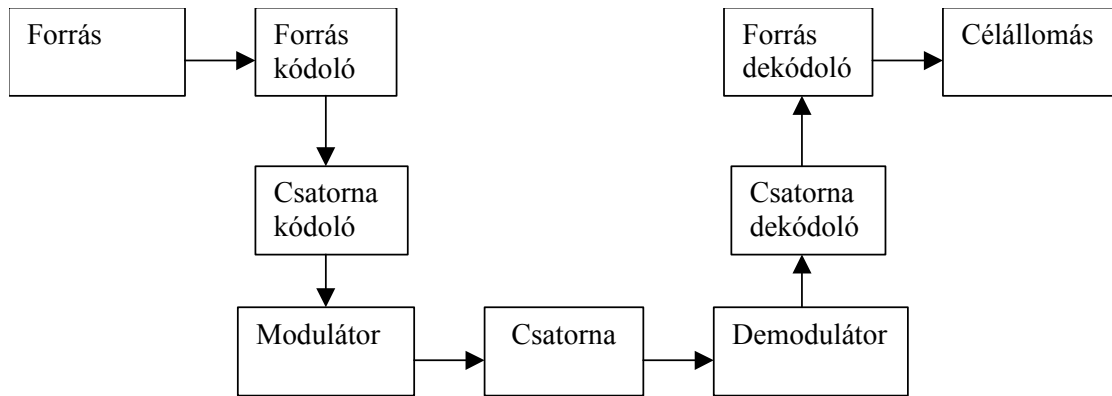 Forrás
Forrás
kódoló
Csatorna
kódoló
Modulátor
Csatorna
Demodulátor
Csatorna
dekódoló
Forrás
dekódoló
Célállomás